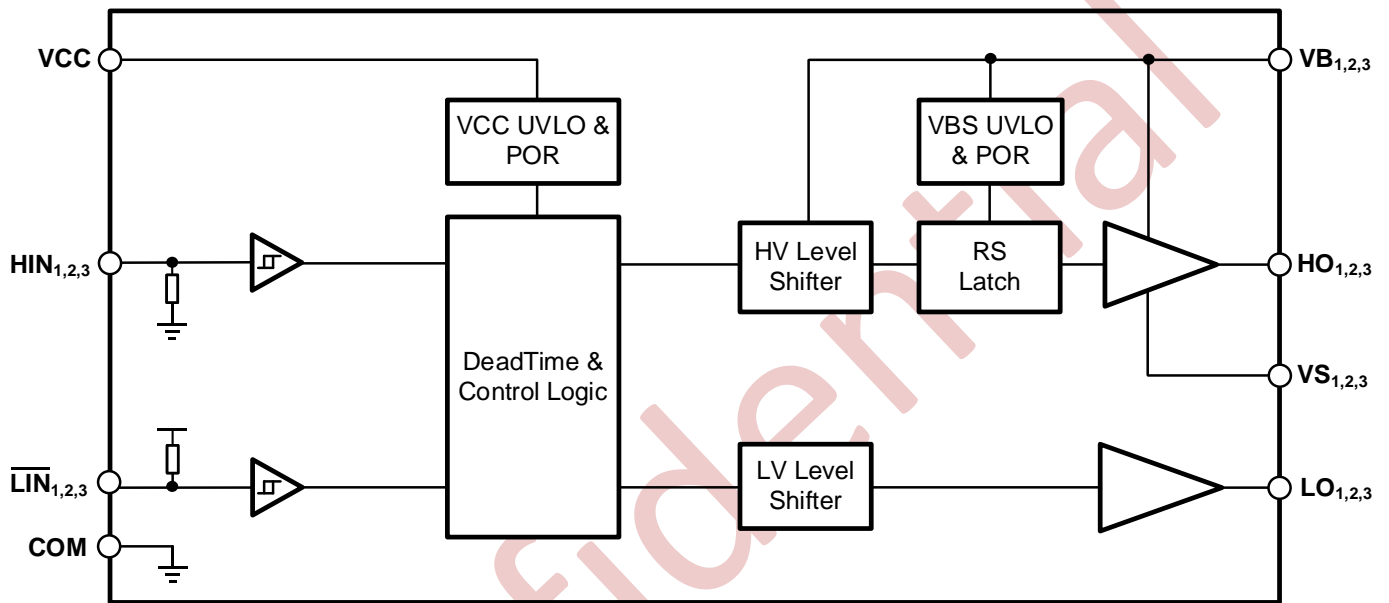 VCC
VB1,2,3
VCC UVLO &
POR
VBS UVLO
& POR
HIN1,2,3
HV Level
Shifter
RS
Latch
HO1,2,3
DeadTime &
Control Logic
VS1,2,3
LIN1,2,3
LV Level
Shifter
LO1,2,3
COM
fidential